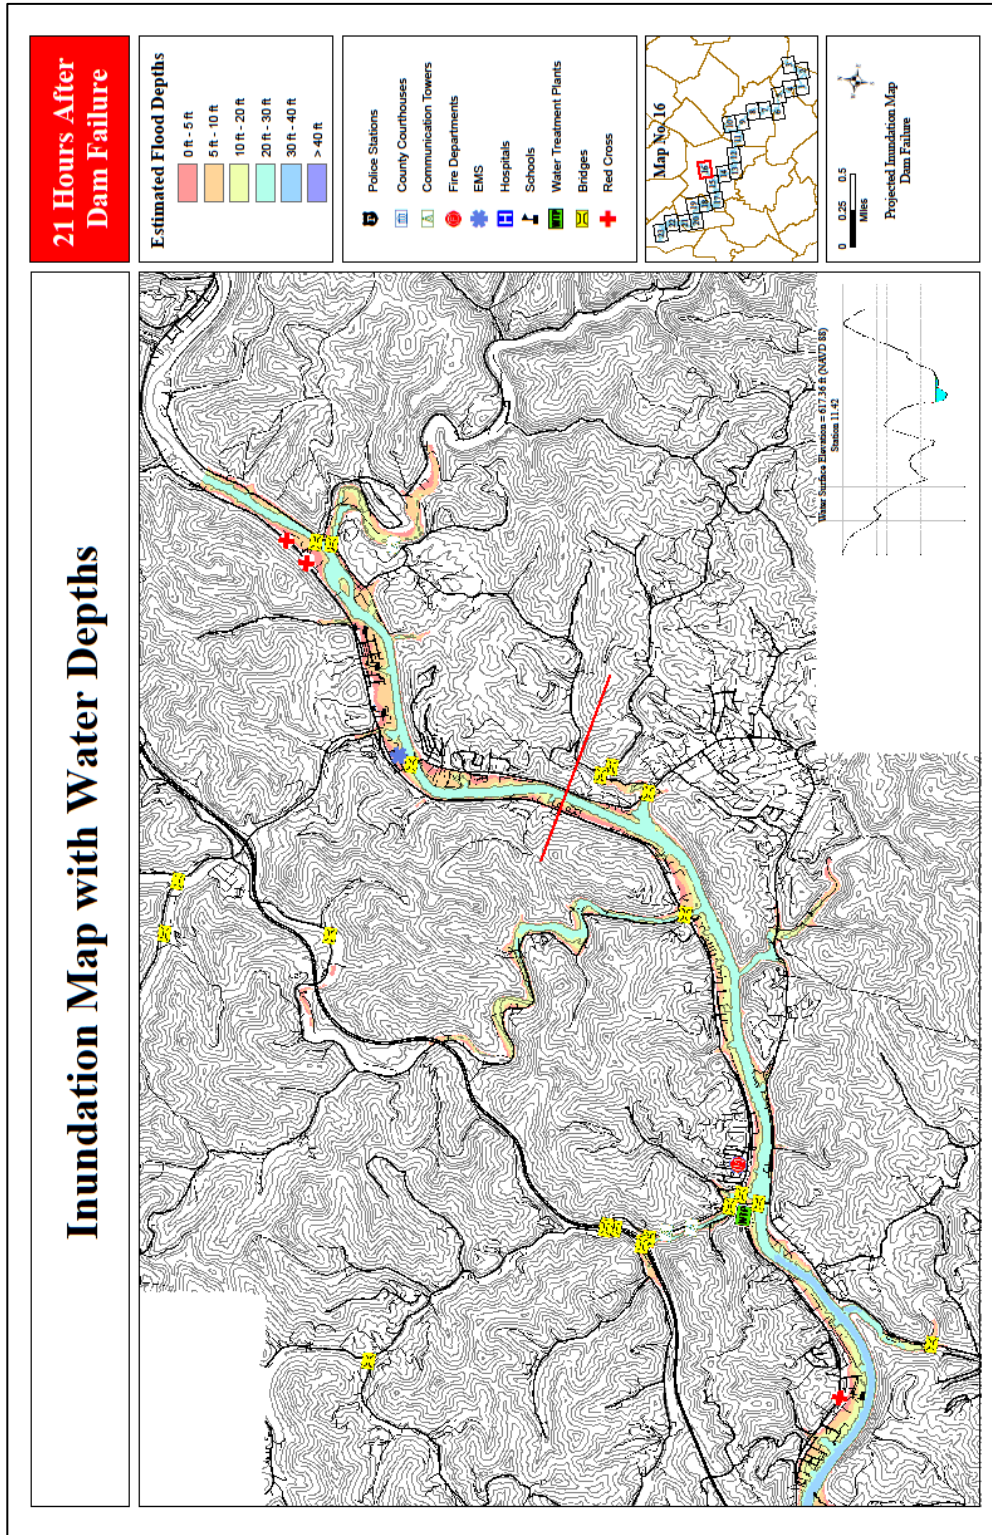 Inundation Map with Water Depths
21 Hours After
Dam Failure
Estimated Flood Depths
0 ft - 5 ft
5 ft - 10 ft
10 ft - 20 ft
20 ft - 30 ft
30 ft - 40 ft
> 40 ft
Police Stations
County Courthouses
Communication Towers
Fire Departments
EMS
Hospitals
Schools
Water Treatment Plants
Bridges
Red Cross
H
WTP
Map No. 16
16
0 0.25 0.5
Miles
Projected Inundation Map
Dam Failure
Water Surface Elevation = 617.36 ft (NAVD 88)
Station 11.42
WTP